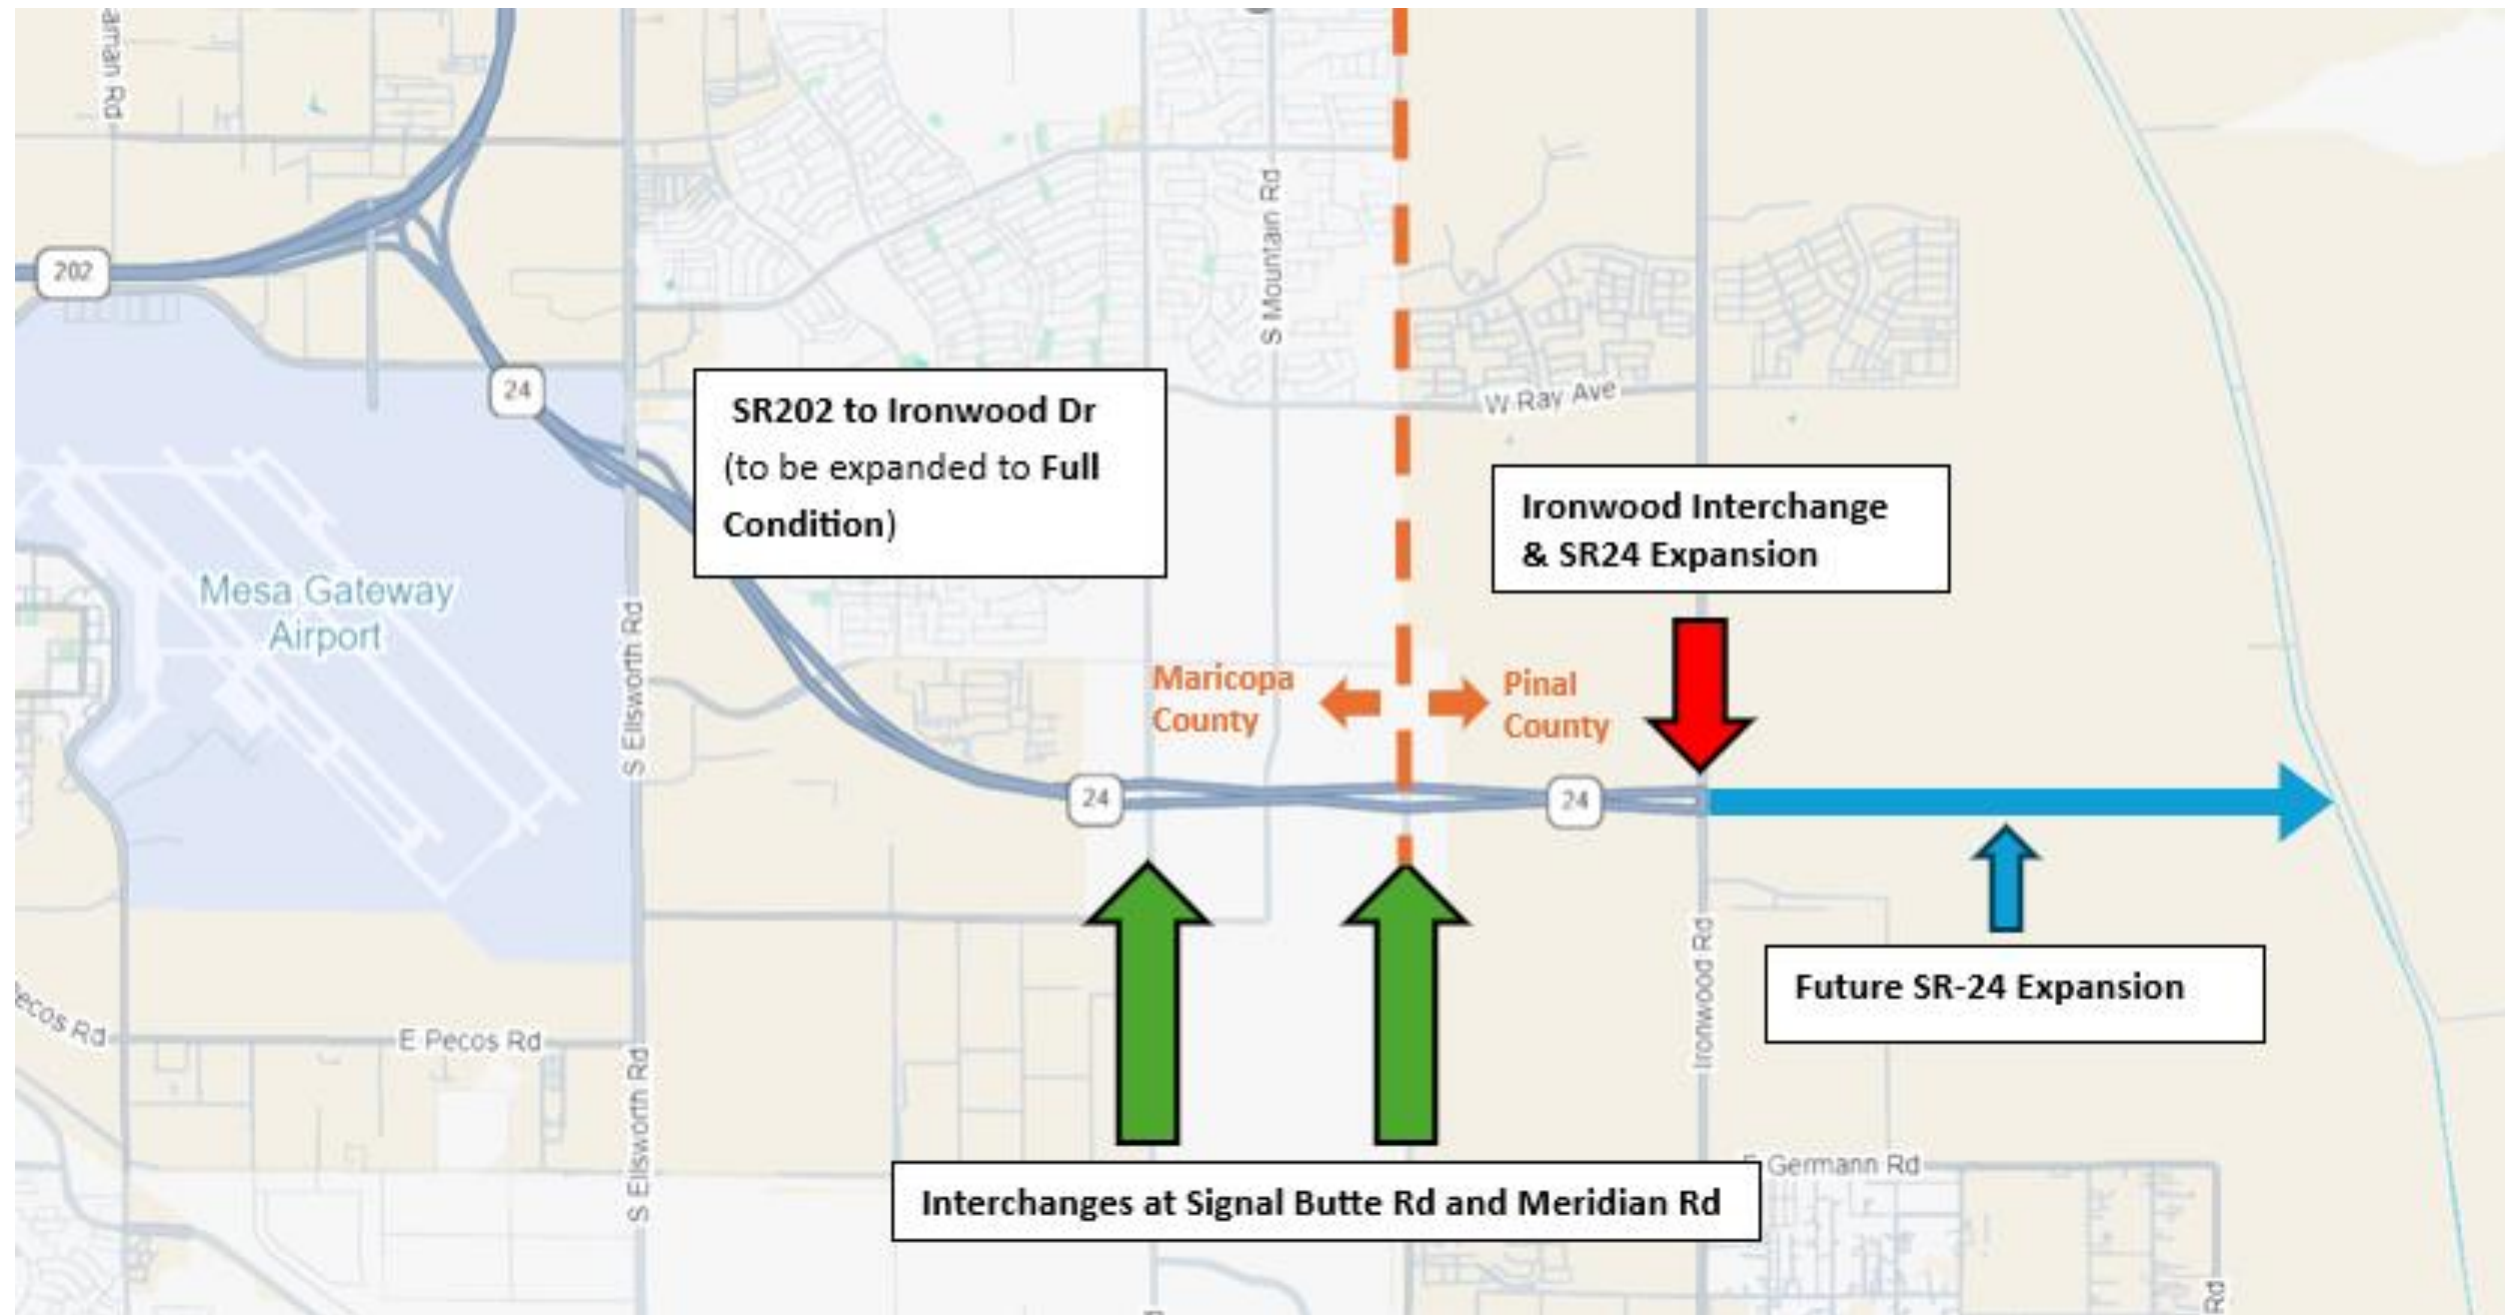 S Mountain Rd
202
24
W Ray Ave
SR202 to Ironwood Dr
(to be expanded to Full
Condition)
Ironwood Interchange
& SR24 Expansion
Mesa Gateway
Airport
S Ellsworth Rd
Maricopa
County
Pinal
County
24
24
Ironwood Rd
Future SR-24 Expansion
ecos Rd
E Pecos Rd
S Ellsworth Rd
Germann Rd
Interchanges at Signal Butte Rd and Meridian Rd
Rd